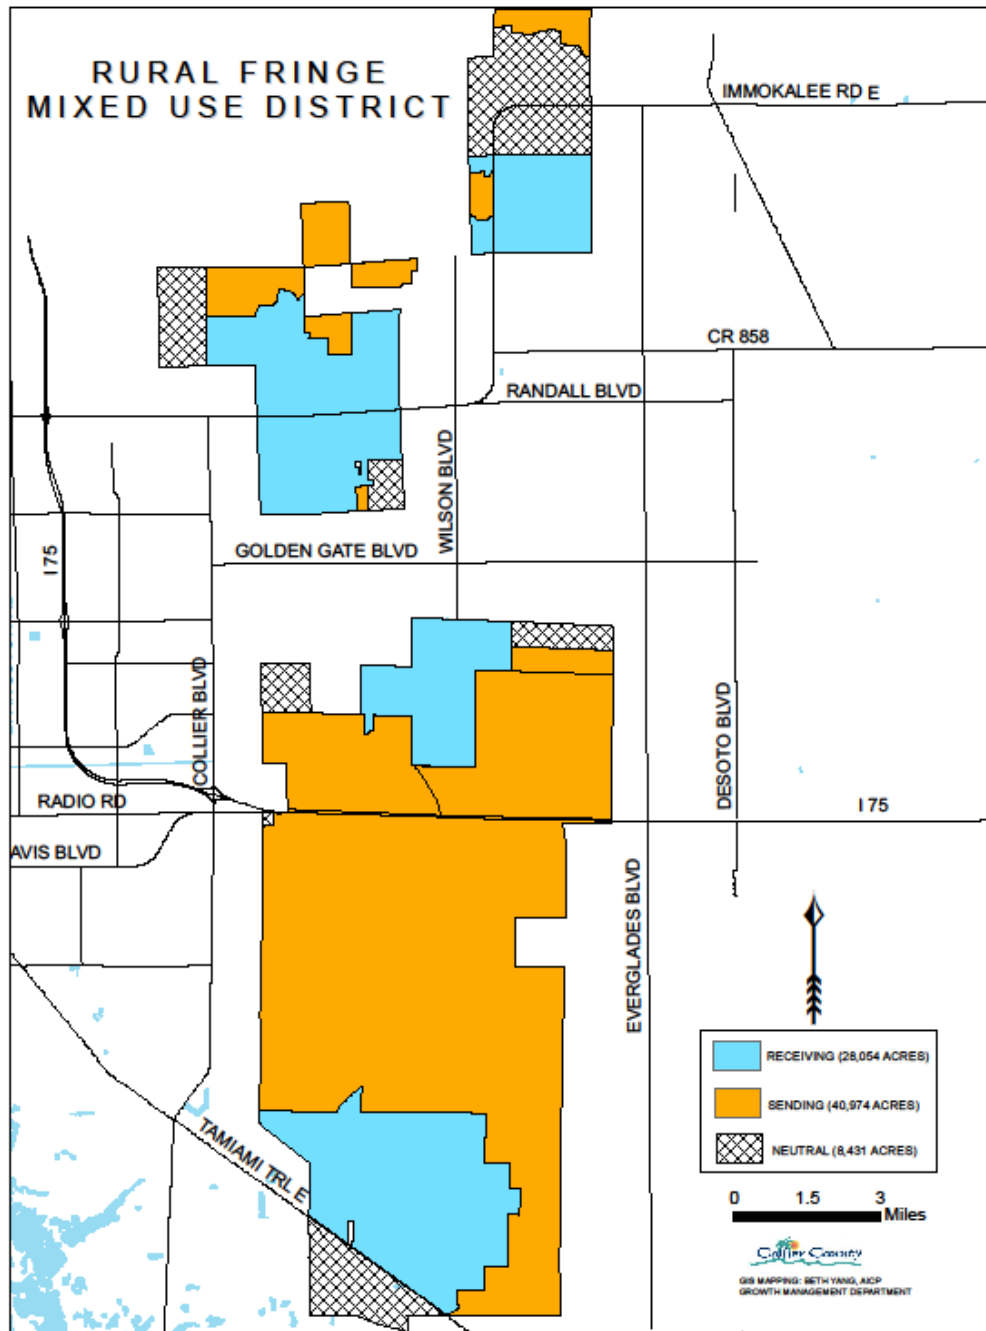 RURAL FRINGE
MIXED USE DISTRICT
IMMOKALEE RD E
CR 858
RANDALL BLVD
WILSON BLVD
GOLDEN GATE BLVD
I 75
COLLIER BLVD
DESOTO BLVD
RADIO RD
I 75
AVIS BLVD
EVERGLADES BLVD
TAMIAMI TRL E
RECEIVING (28,054 ACRES)
SENDING (40,974 ACRES)
NEUTRAL (8,431 ACRES)
0 1.5 3
Miles
Collier County
GIS MAPPING: BETH YANG, AICP
GROWTH MANAGEMENT DEPARTMENT